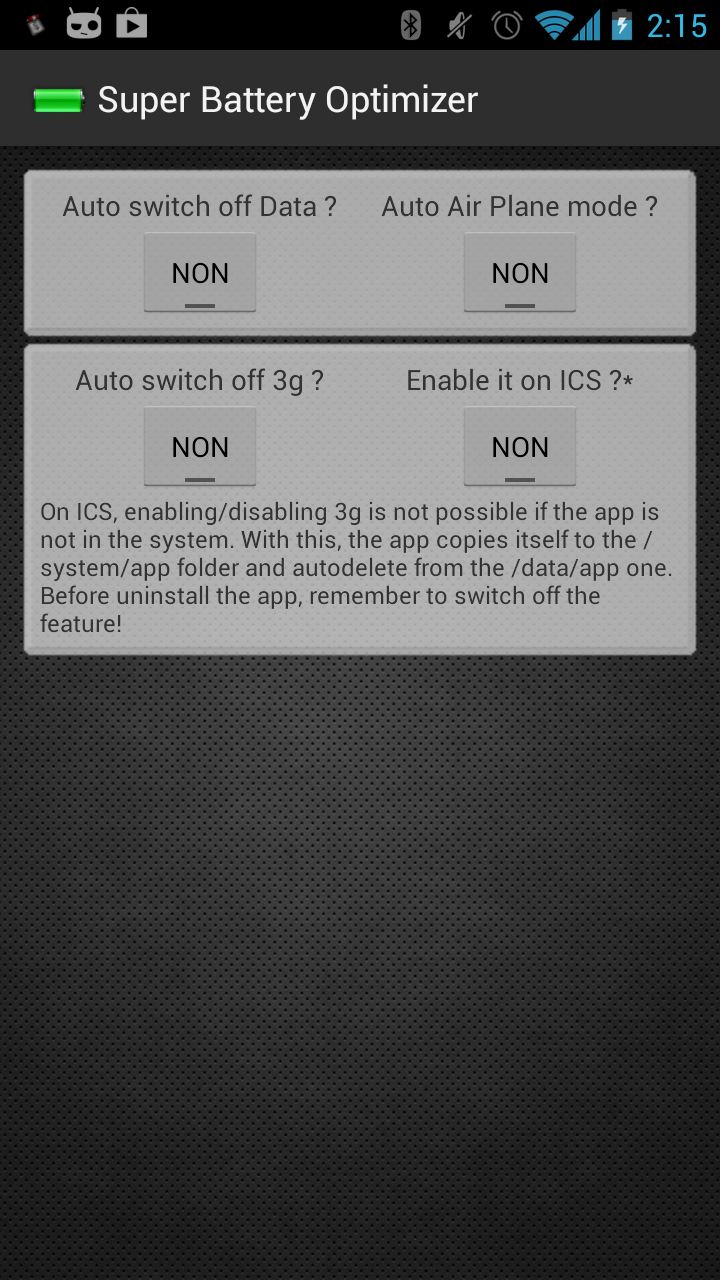 2:15
Super Battery Optimizer
Auto switch off Data ?
Auto Air Plane mode ?
NON
NON
Auto switch off 3g ?
Enable it on ICS ?*
NON
NON
On ICS, enabling/disabling 3g is not possible if the app is
not in the system. With this, the app copies itself to the /
system/app folder and autodelete from the /data/app one.
Before uninstall the app, remember to switch off the
feature!